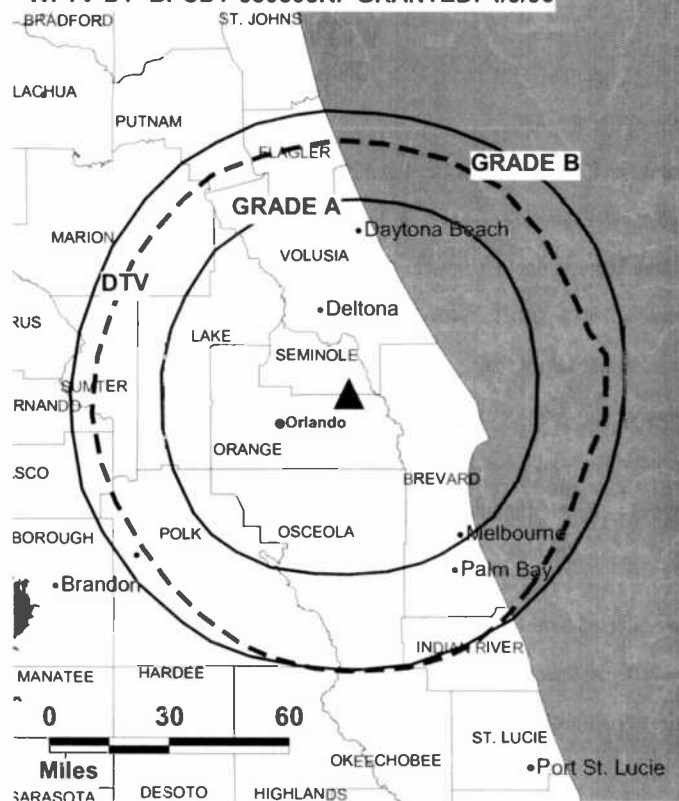 BRADFORD
ST. JOHNS
LACHUA
PUTNAM
FLAGLER
GRADE B
GRADE A
MARION
Daytona Beach
VOLUSIA
DTV
Deltona
RUS
LAKE
SEMINOLE
SUMTER
RNANDO
Orlando
ORANGE
SCO
BREVARD
BOROUGH
POLK
OSCEOLA
Melbourne
Palm Bay
Brandon
INDIAN RIVER
MANATEE
HARDEE
0 30 60
Miles
ST. LUCIE
OKEECHOBEE
Port St. Lucie
SARASOTA
DESOTO
HIGHLANDS